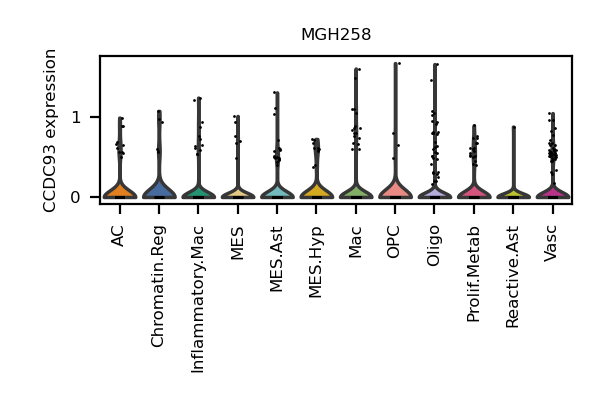 MGH258
CCDC93 expression
1
0
AC
Chromatin.Reg
Inflammatory.Mac
MES
MES.Ast
MES.Hyp
Mac
OPC
Oligo
Prolif.Metab
Reactive.Ast
Vasc